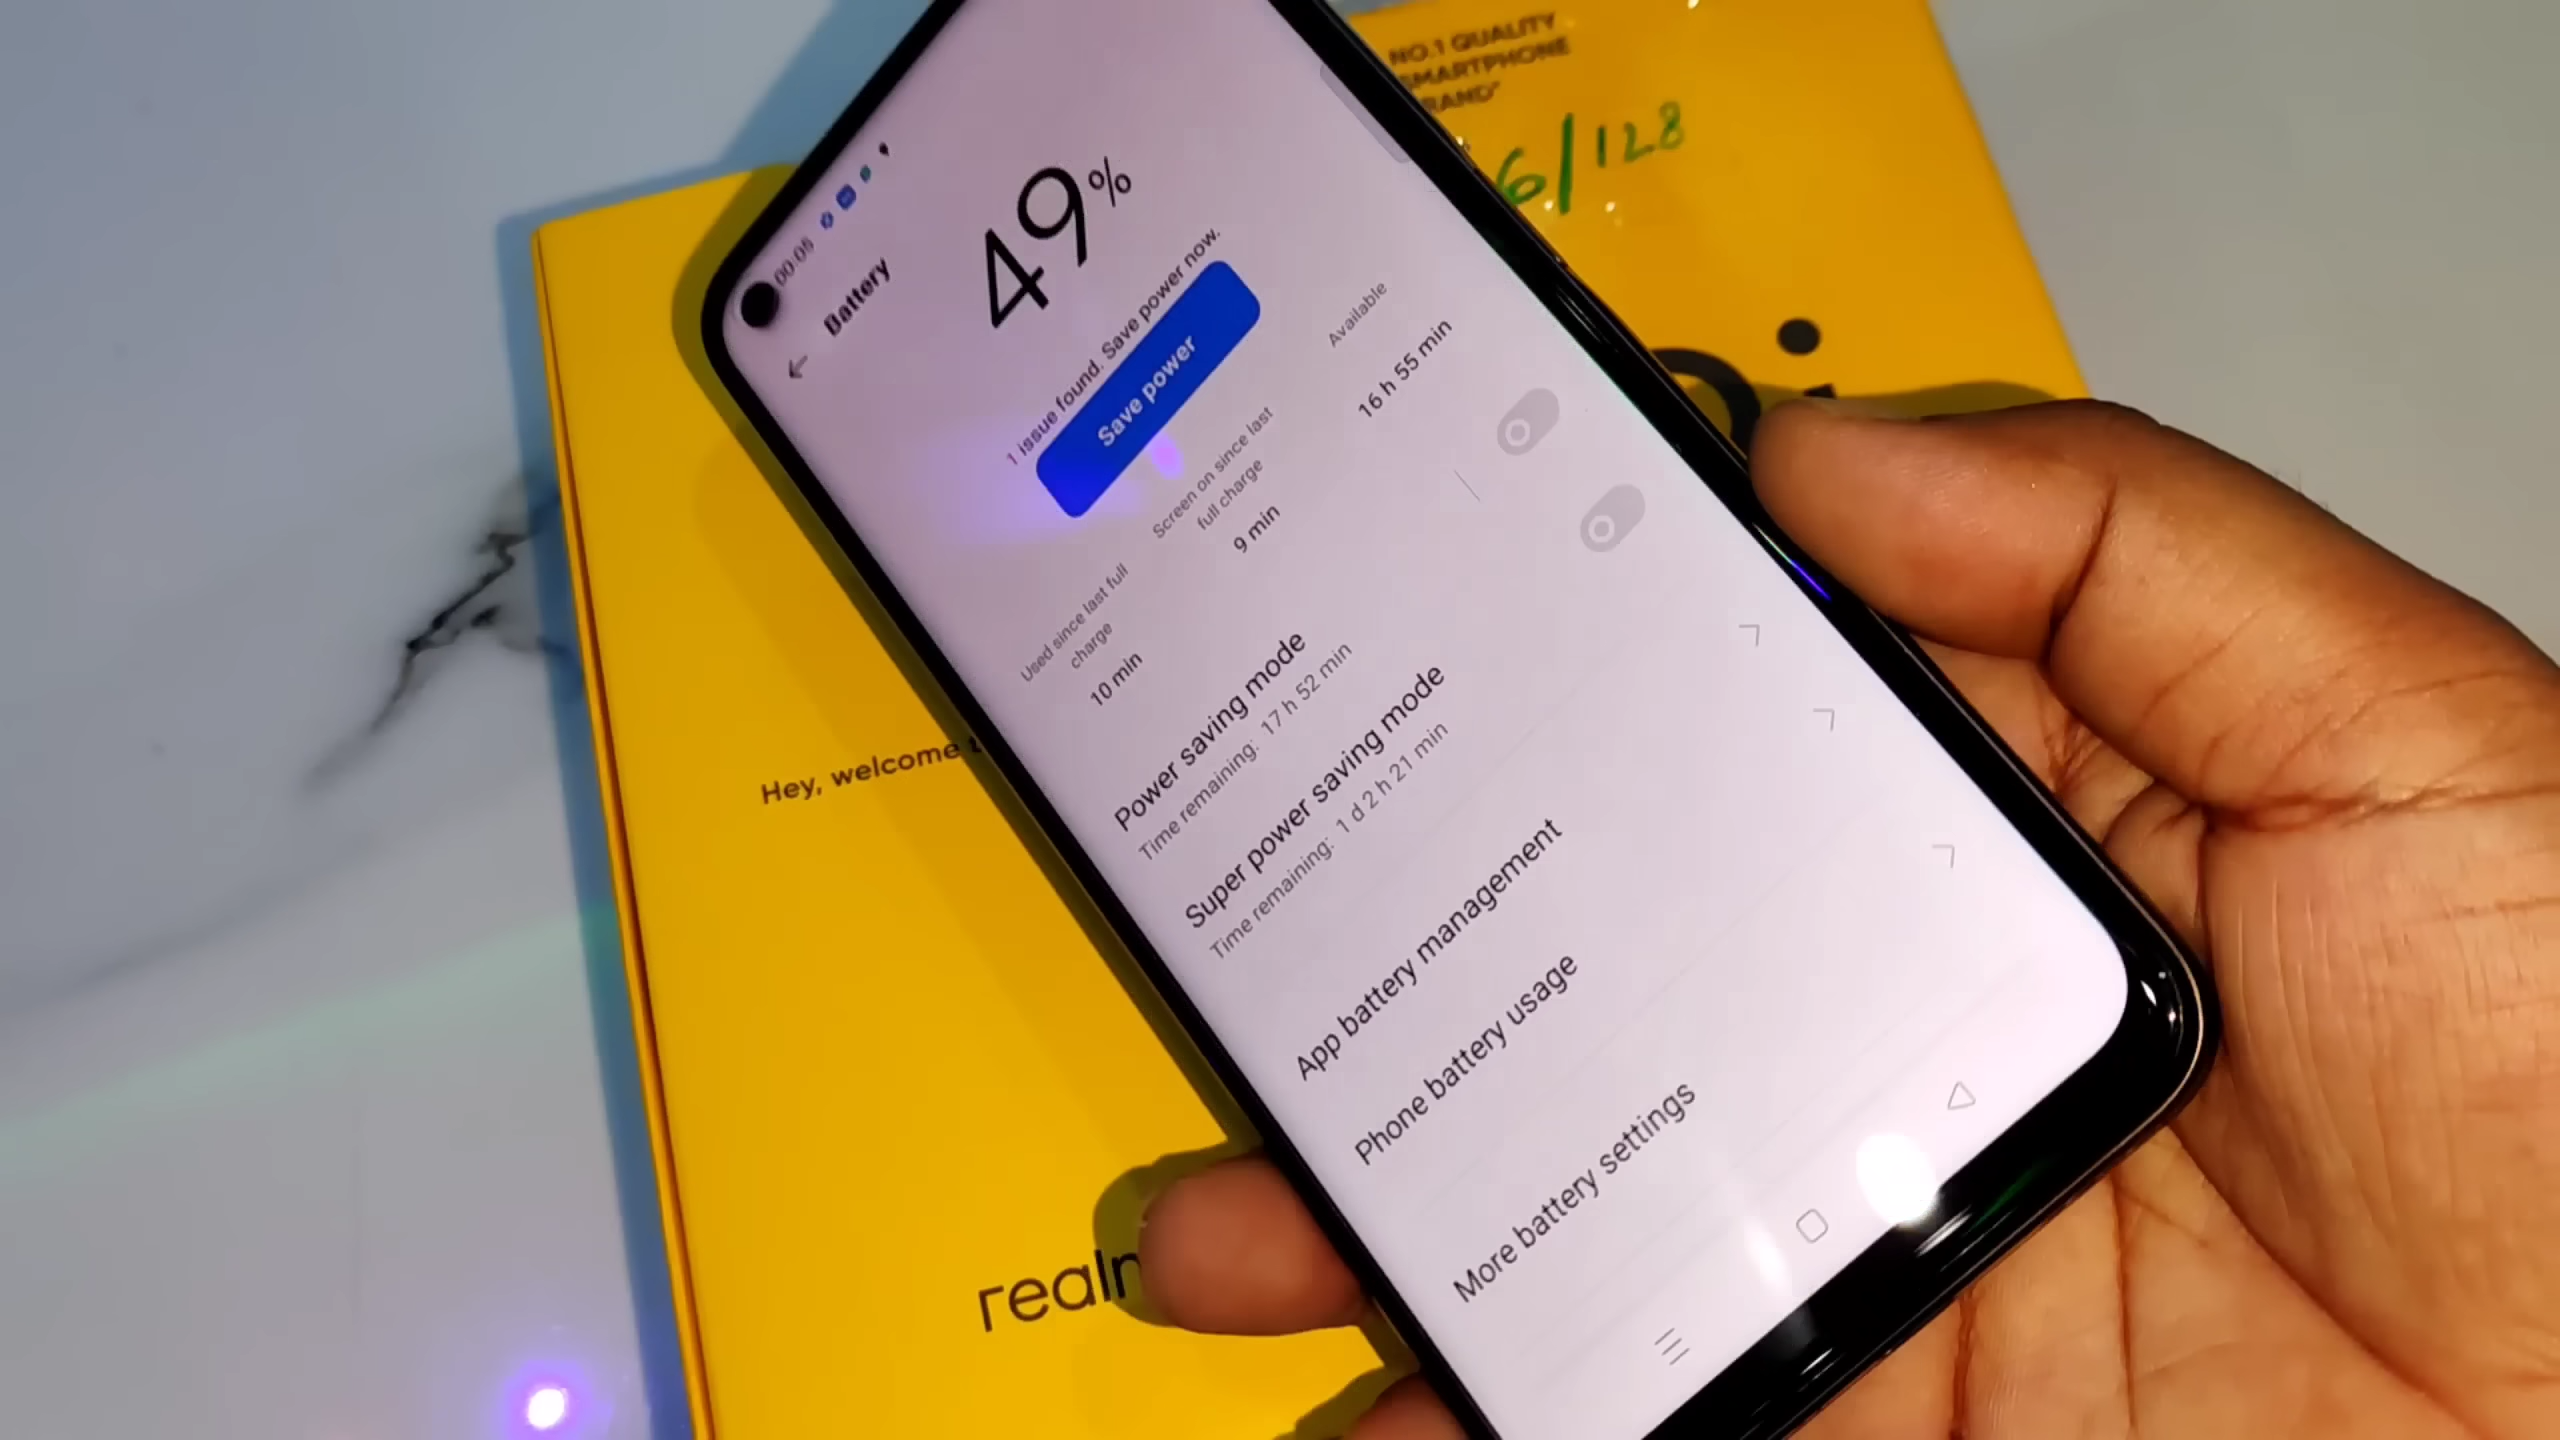 NO.1 QUALITY
SMARTPHONE
BRAND"
6/128
00:05
Battery
49%
1 issue found. Save power now.
Save power
Used since last full
charge
10 min
Screen on since last
full charge
9 min
Available
16 h 55 min
Power saving mode
Time remaining: 17 h 52 min
Super power saving mode
Time remaining: 1 d 2 h 21 min
App battery management
Phone battery usage
More battery settings
Hey, welcome
realm